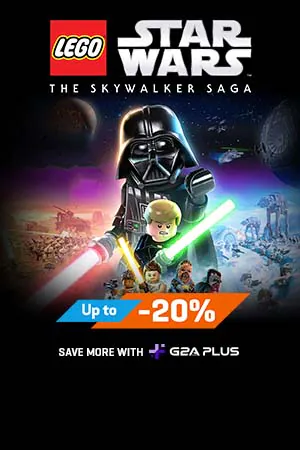 LEGO
STAR
WARS
THE SKYWALKER SAGA
Up to -20%
SAVE MORE WITH G2A PLUS